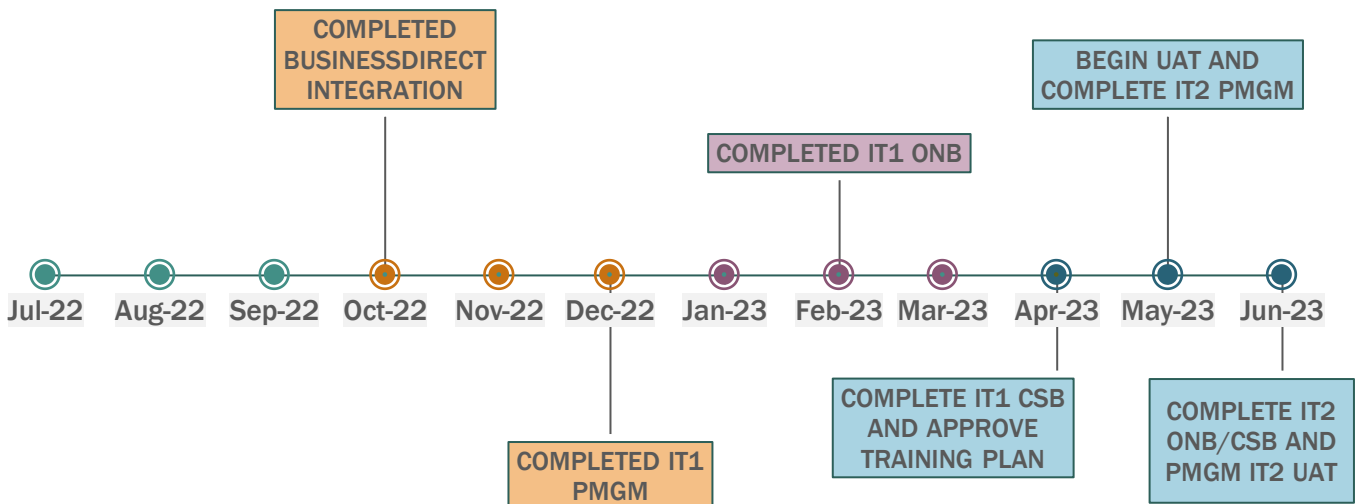 COMPLETED
BUSINESSDIRECT
INTEGRATION
BEGIN UAT AND
COMPLETE IT2 PMGM
COMPLETED IT1 ONB
Jul-22 Aug-22 Sep-22 Oct-22 Nov-22 Dec-22 Jan-23 Feb-23 Mar-23 Apr-23 May-23 Jun-23
COMPLETED IT1
PMGM
COMPLETE IT1 CSB
AND APPROVE
TRAINING PLAN
COMPLETE IT2
ONB/CSB AND
PMGM IT2 UAT